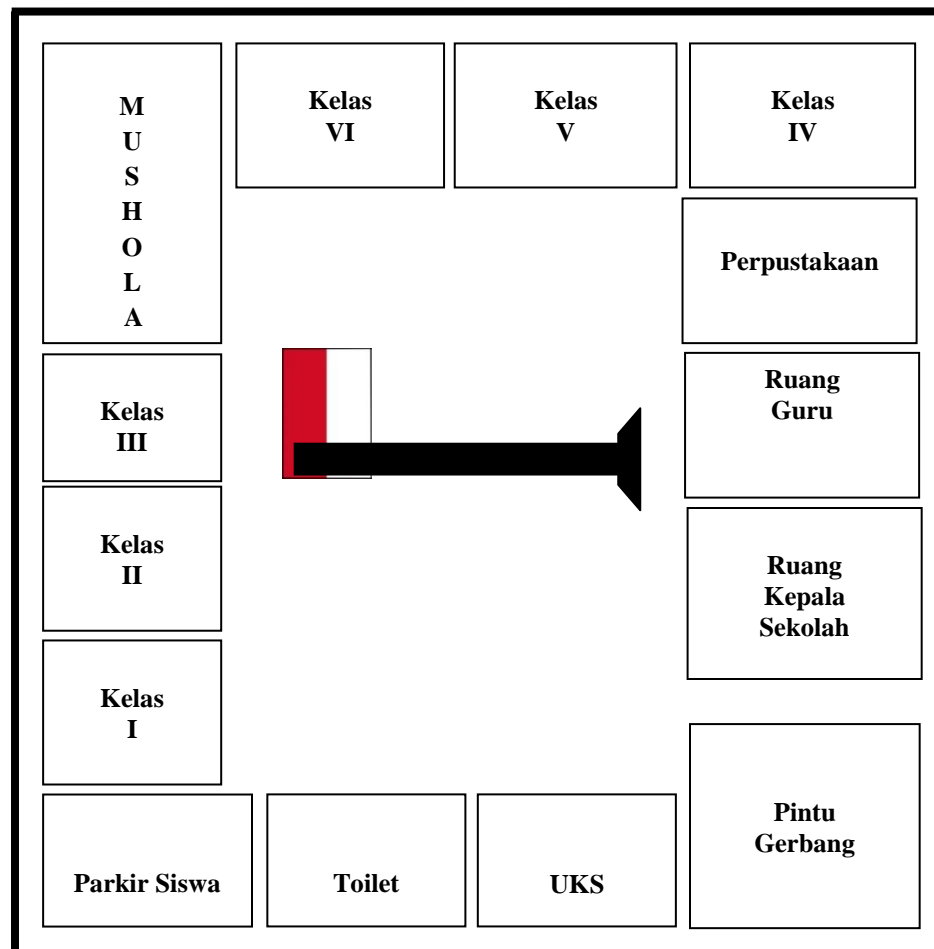 M
U
S
H
O
L
A
Kelas
VI
Kelas
V
Kelas
IV
Perpustakaan
Ruang
Guru
Kelas
III
Kelas
II
Ruang
Kepala
Sekolah
Kelas
I
Pintu
Gerbang
Parkir Siswa
Toilet
UKS